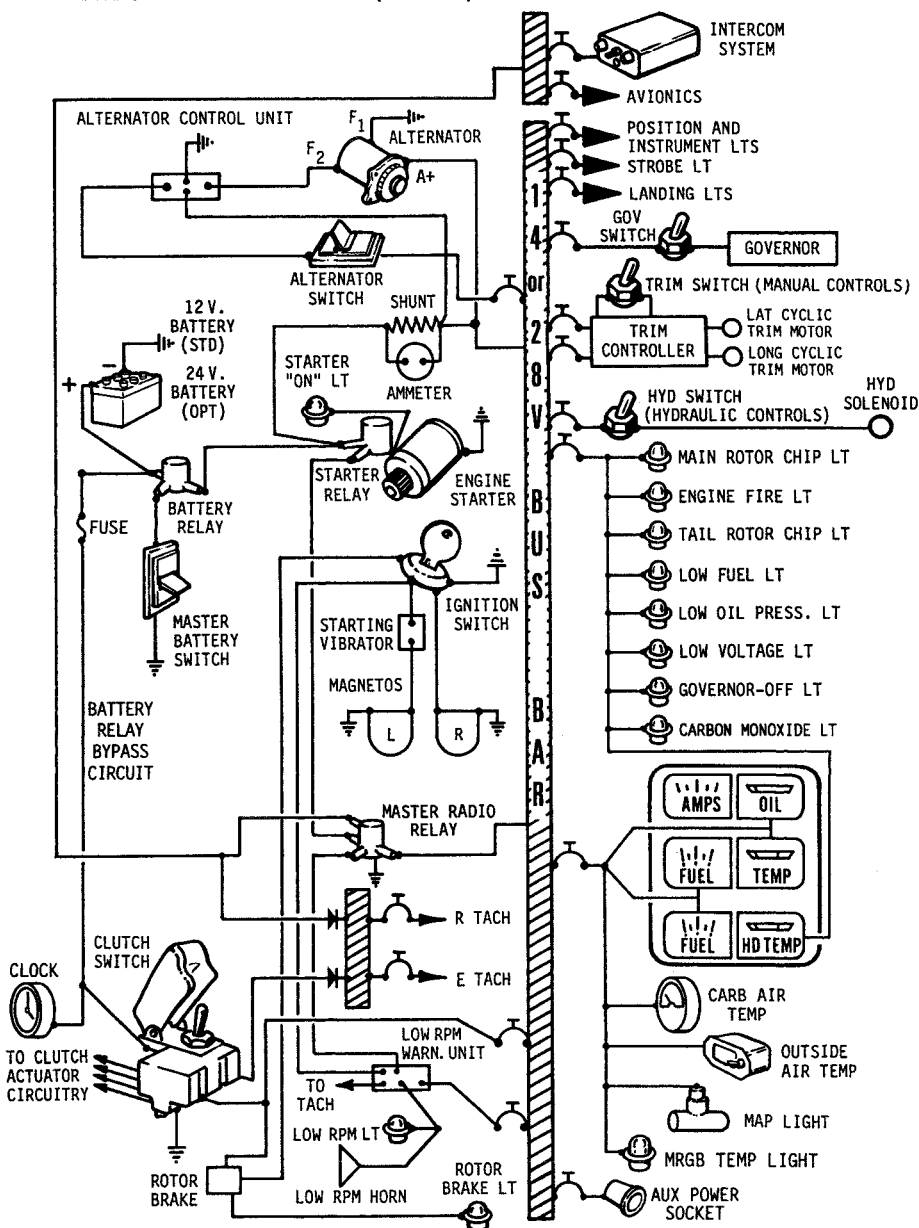 INTERCOM
SYSTEM
AVIONICS
POSITION AND
INSTRUMENT LTS
STROBE LT
LANDING LTS
ALTERNATOR CONTROL UNIT
F1
ALTERNATOR
F2
A+
GOV
SWITCH
GOVERNOR
ALTERNATOR
SWITCH
TRIM SWITCH (MANUAL CONTROLS)
LAT CYCLIC
TRIM MOTOR
TRIM
CONTROLLER
LONG CYCLIC
TRIM MOTOR
12 V.
BATTERY
(STD)
24 V.
BATTERY
(OPT)
-
+
SHUNT
AMMETER
STARTER
"ON" LT
HYD SWITCH
(HYDRAULIC CONTROLS)
HYD
SOLENOID
STARTER
RELAY
ENGINE
STARTER
BATTERY
RELAY
FUSE
14 or 28V BUS BAR
MAIN ROTOR CHIP LT
ENGINE FIRE LT
TAIL ROTOR CHIP LT
LOW FUEL LT
LOW OIL PRESS. LT
LOW VOLTAGE LT
GOVERNOR-OFF LT
CARBON MONOXIDE LT
IGNITION
SWITCH
STARTING
VIBRATOR
MASTER
BATTERY
SWITCH
MAGNETOS
L
R
BATTERY
RELAY
BYPASS
CIRCUIT
AMPS
OIL
FUEL
TEMP
FUEL
HD TEMP
MASTER RADIO
RELAY
R TACH
E TACH
CLUTCH
SWITCH
CLOCK
TO CLUTCH
ACTUATOR
CIRCUITRY
LOW RPM
WARN. UNIT
TO
TACH
LOW RPM LT
LOW RPM HORN
ROTOR
BRAKE
ROTOR
BRAKE LT
CARB AIR
TEMP
OUTSIDE
AIR TEMP
MAP LIGHT
MRGB TEMP LIGHT
AUX POWER
SOCKET